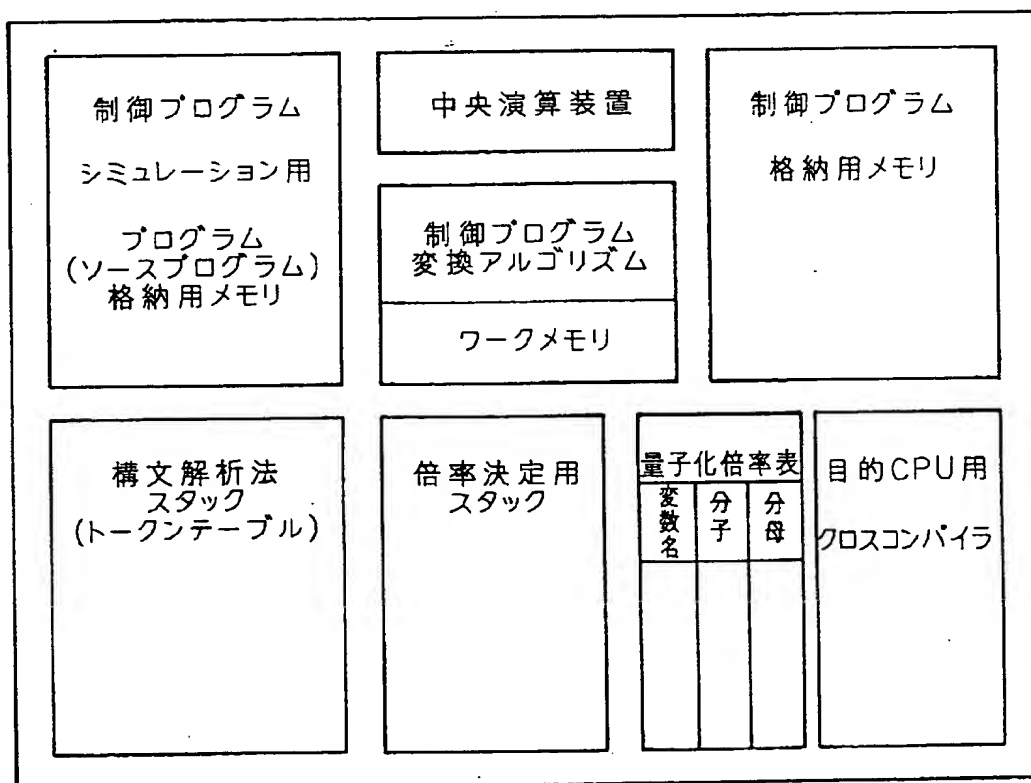 制御プログラム
シミュレーション用
プログラム
(ソースプログラム)
格納用メモリ
中央演算装置
制御プログラム
変換アルゴリズム
ワークメモリ
制御プログラム
格納用メモリ
構文解析法
スタック
(トークンテーブル)
倍率決定用
スタック
量子化倍率表
変数名
分子
分母
目的CPU用
クロスコンパイラ